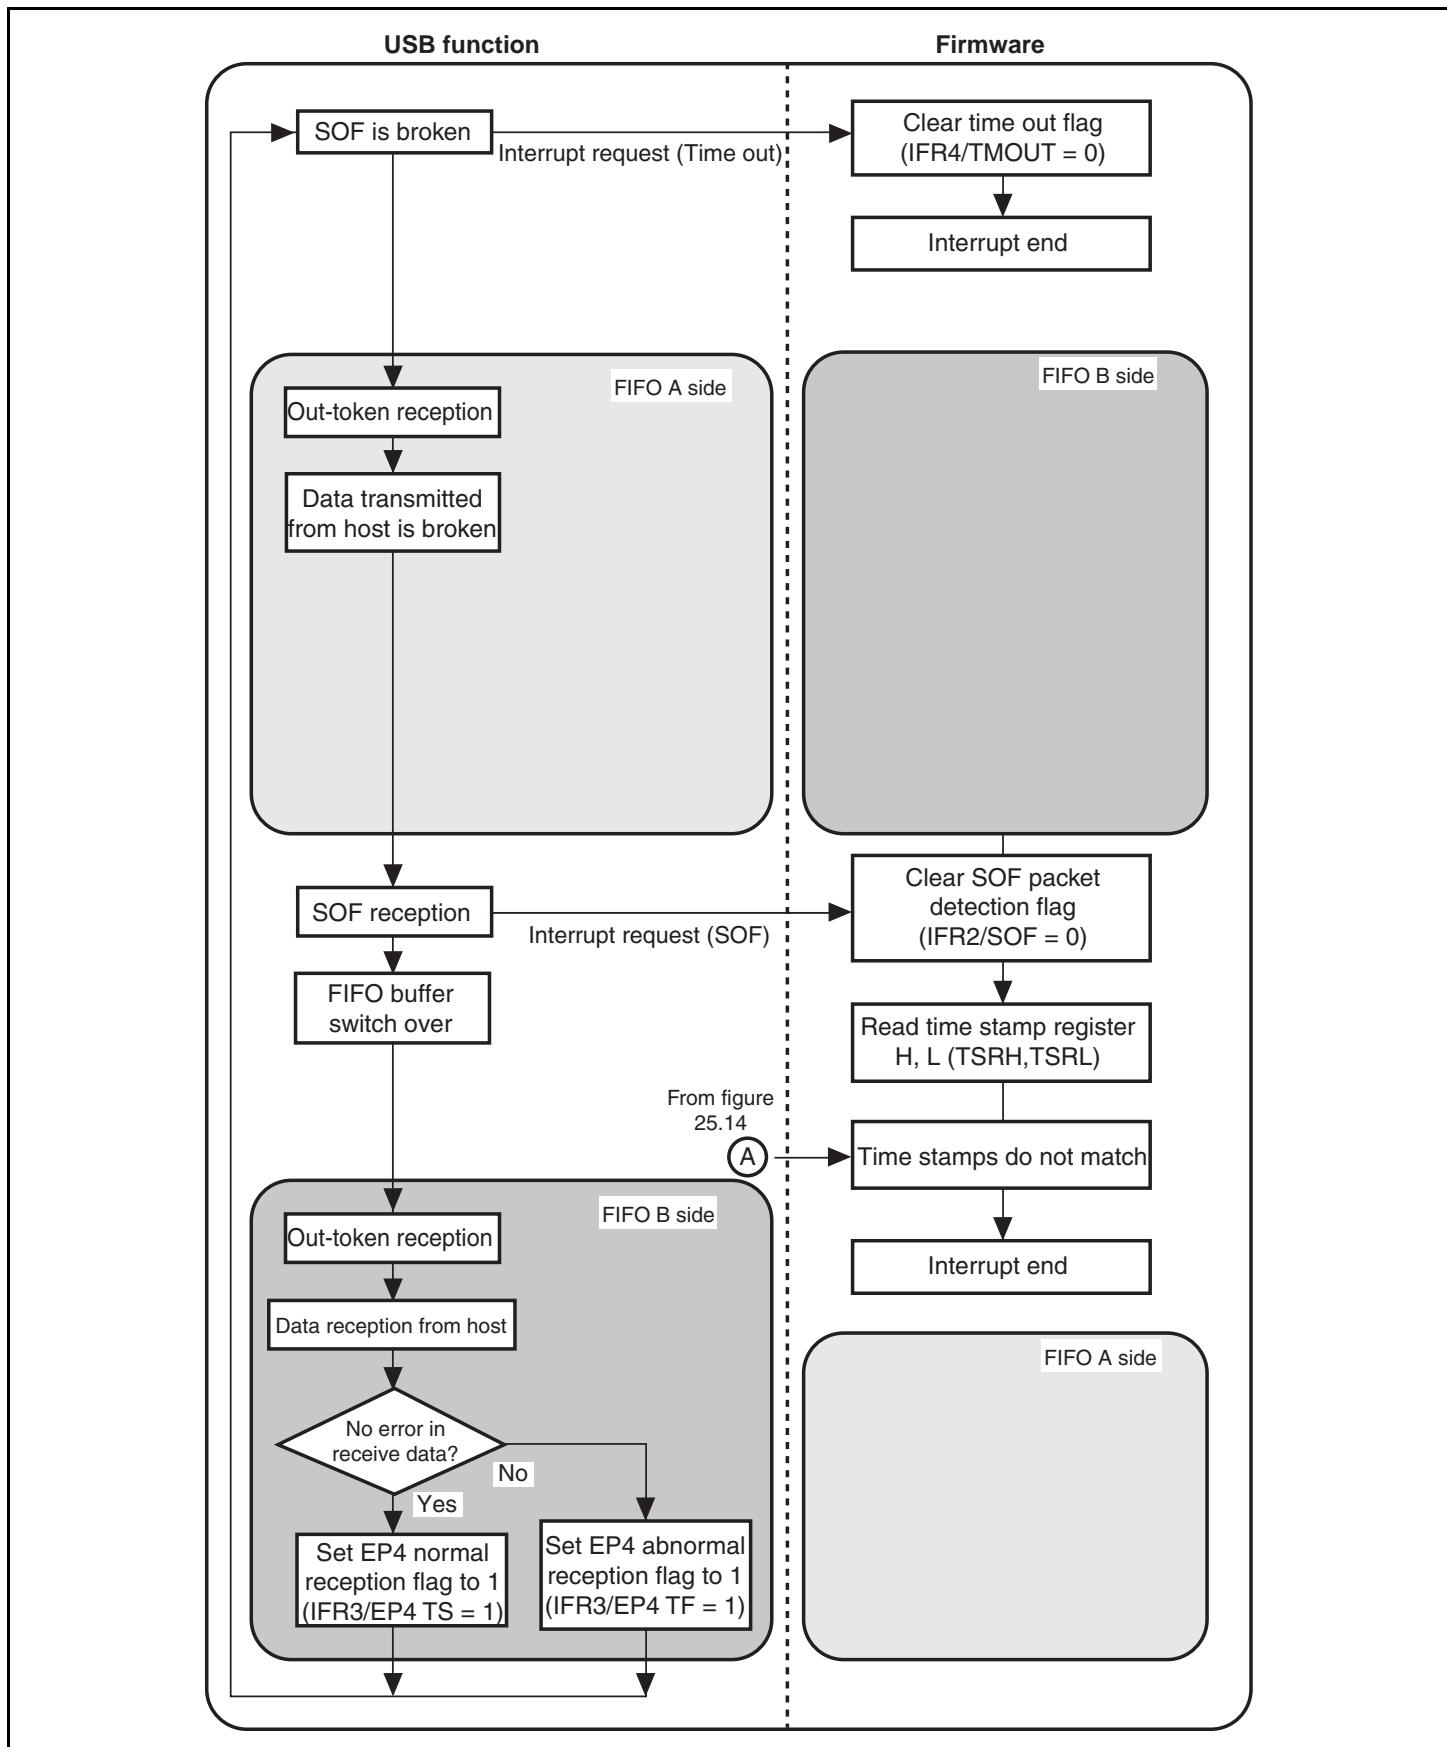 USB function
Firmware
SOF is broken
Interrupt request (Time out)
Clear time out flag
(IFR4/TMOUT = 0)
Interrupt end
FIFO A side
Out-token reception
Data transmitted
from host is broken
FIFO B side
SOF reception
Interrupt request (SOF)
Clear SOF packet
detection flag
(IFR2/SOF = 0)
FIFO buffer
switch over
Read time stamp register
H, L (TSRH,TSRL)
From figure
25.14
A
Time stamps do not match
Interrupt end
FIFO B side
Out-token reception
Data reception from host
No error in
receive data?
No
Yes
Set EP4 normal
reception flag to 1
(IFR3/EP4 TS = 1)
Set EP4 abnormal
reception flag to 1
(IFR3/EP4 TF = 1)
FIFO A side